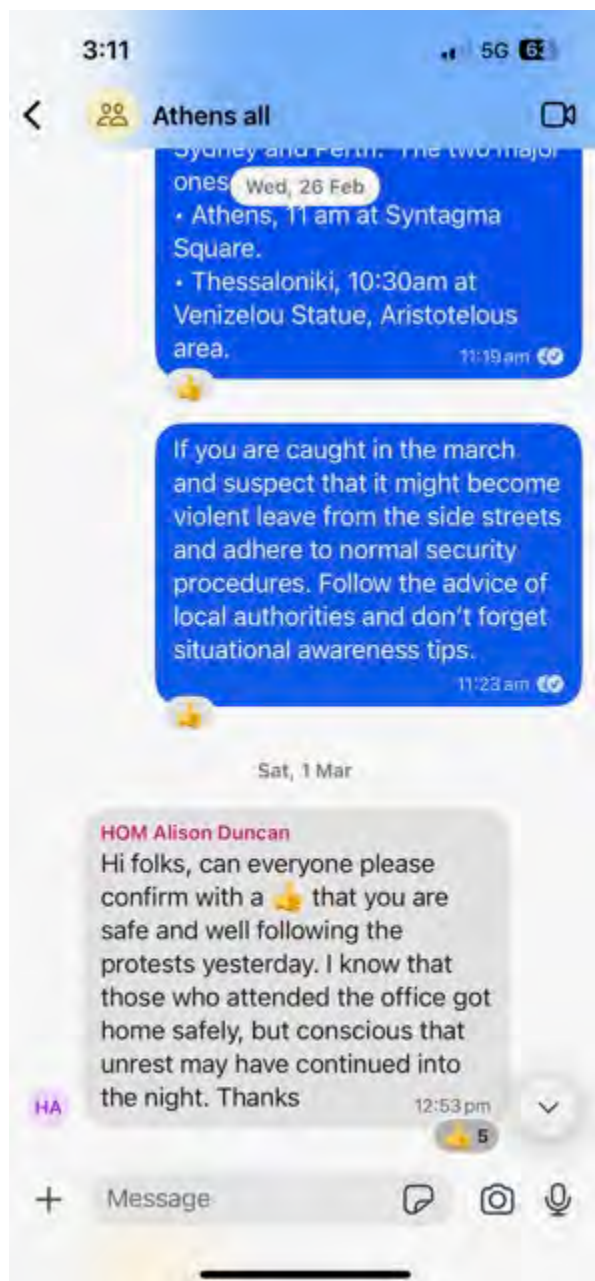 3:11
5G
Athens all
Sydney and Perth. The two major
ones
Wed, 26 Feb
• Athens, 11 am at Syntagma
Square.
• Thessaloniki, 10:30am at
Venizelou Statue, Aristotelous
area.
11:19 am
If you are caught in the march
and suspect that it might become
violent leave from the side streets
and adhere to normal security
procedures. Follow the advice of
local authorities and don't forget
situational awareness tips.
11:23 am
Sat, 1 Mar
HOM Alison Duncan
Hi folks, can everyone please
confirm with a 👍 that you are
safe and well following the
protests yesterday. I know that
those who attended the office got
home safely, but conscious that
unrest may have continued into
the night. Thanks
12:53 pm
HA
👍 5
Message